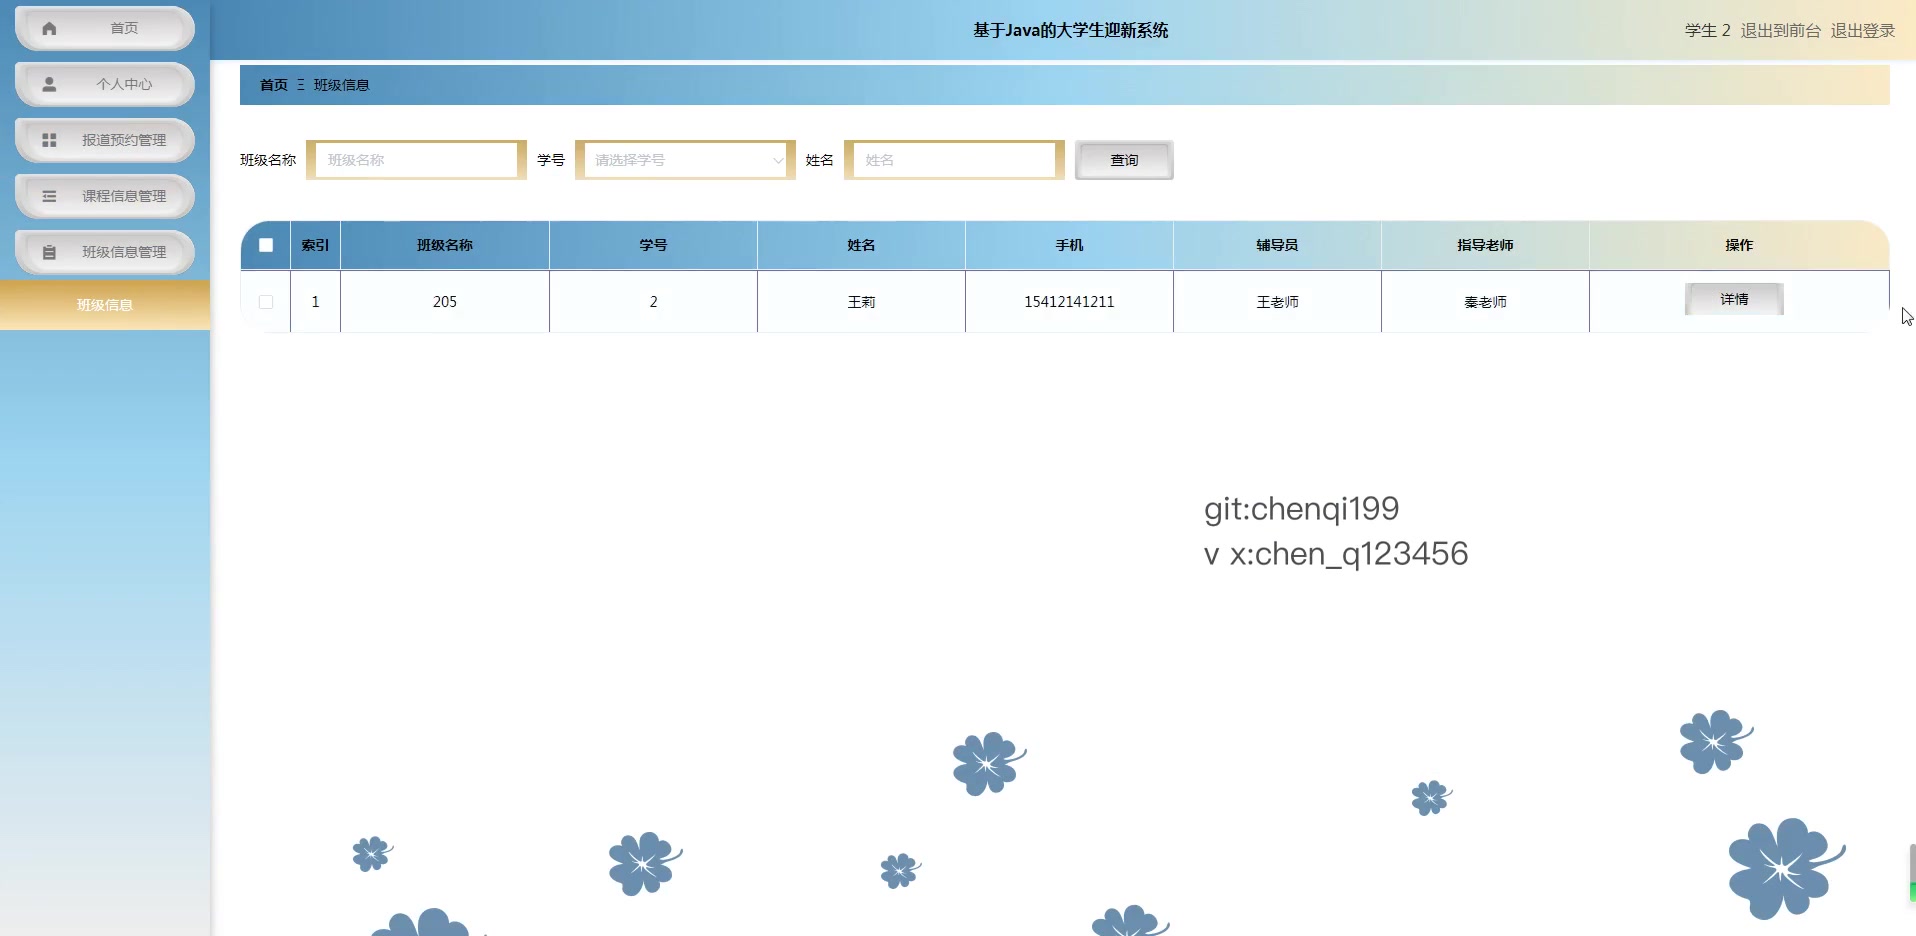 首页
个人中心
报道预约管理
课程信息管理
班级信息管理
班级信息
基于Java的大学生迎新系统
学生 2 退出到前台 退出登录
首页 Ξ 班级信息
班级名称 班级名称 学号 请选择学号 姓名 姓名 查询
索引 班级名称 学号 姓名 手机 辅导员 指导老师 操作
1 205 2 王莉 15412141211 王老师 秦老师 详情
git:chenqi199
v x:chen_q123456